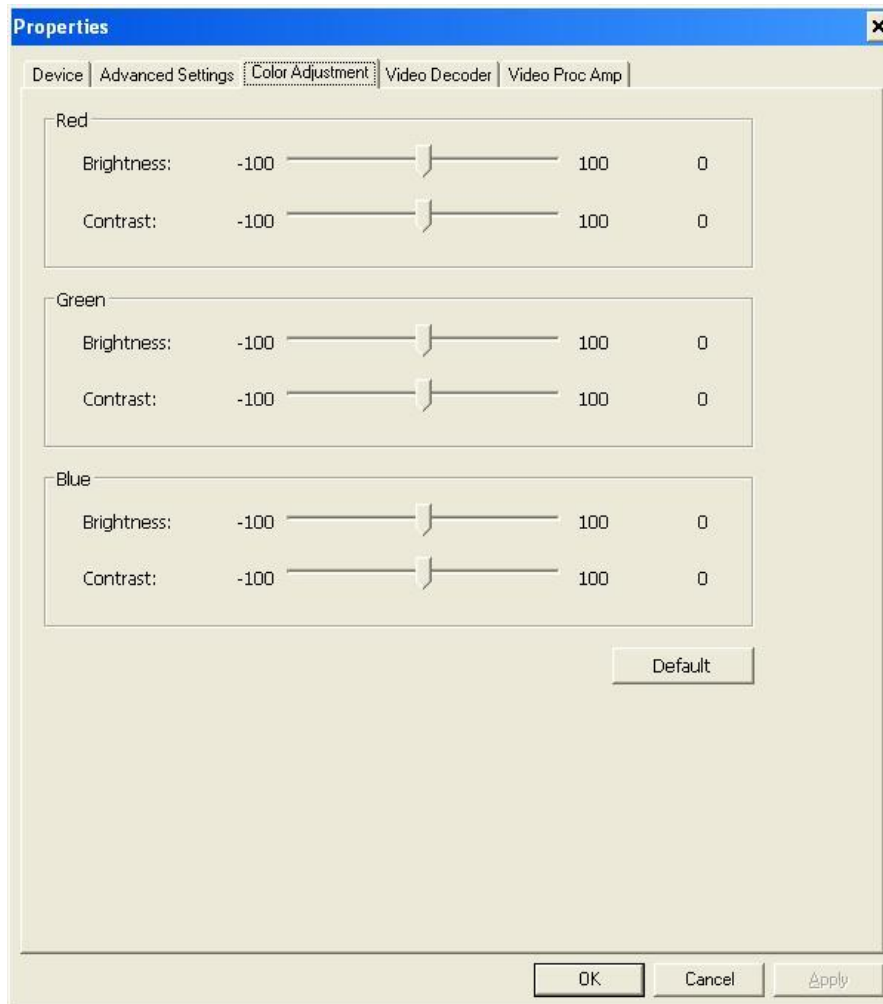 Properties
Device Advanced Settings Color Adjustment Video Decoder Video Proc Amp
Red
Brightness: -100 100 0
Contrast: -100 100 0
Green
Brightness: -100 100 0
Contrast: -100 100 0
Blue
Brightness: -100 100 0
Contrast: -100 100 0
Default
OK Cancel Apply